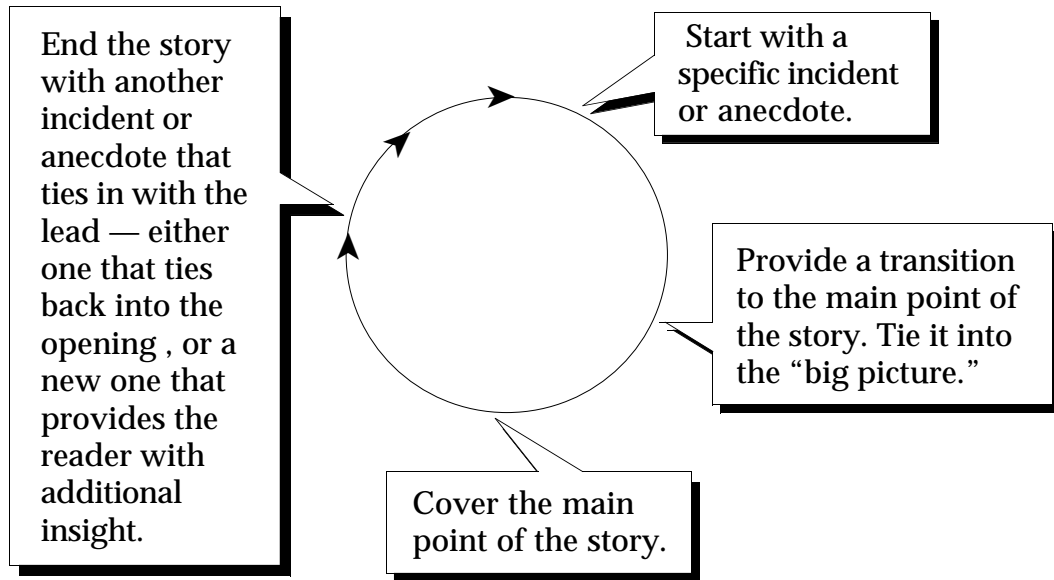 Start with a
specific incident
or anecdote.
Provide a transition
to the main point of
the story. Tie it into
the “big picture.”
Cover the main
point of the story.
End the story
with another
incident or
anecdote that
ties in with the
lead — either
one that ties
back into the
opening , or a
new one that
provides the
reader with
additional
insight.